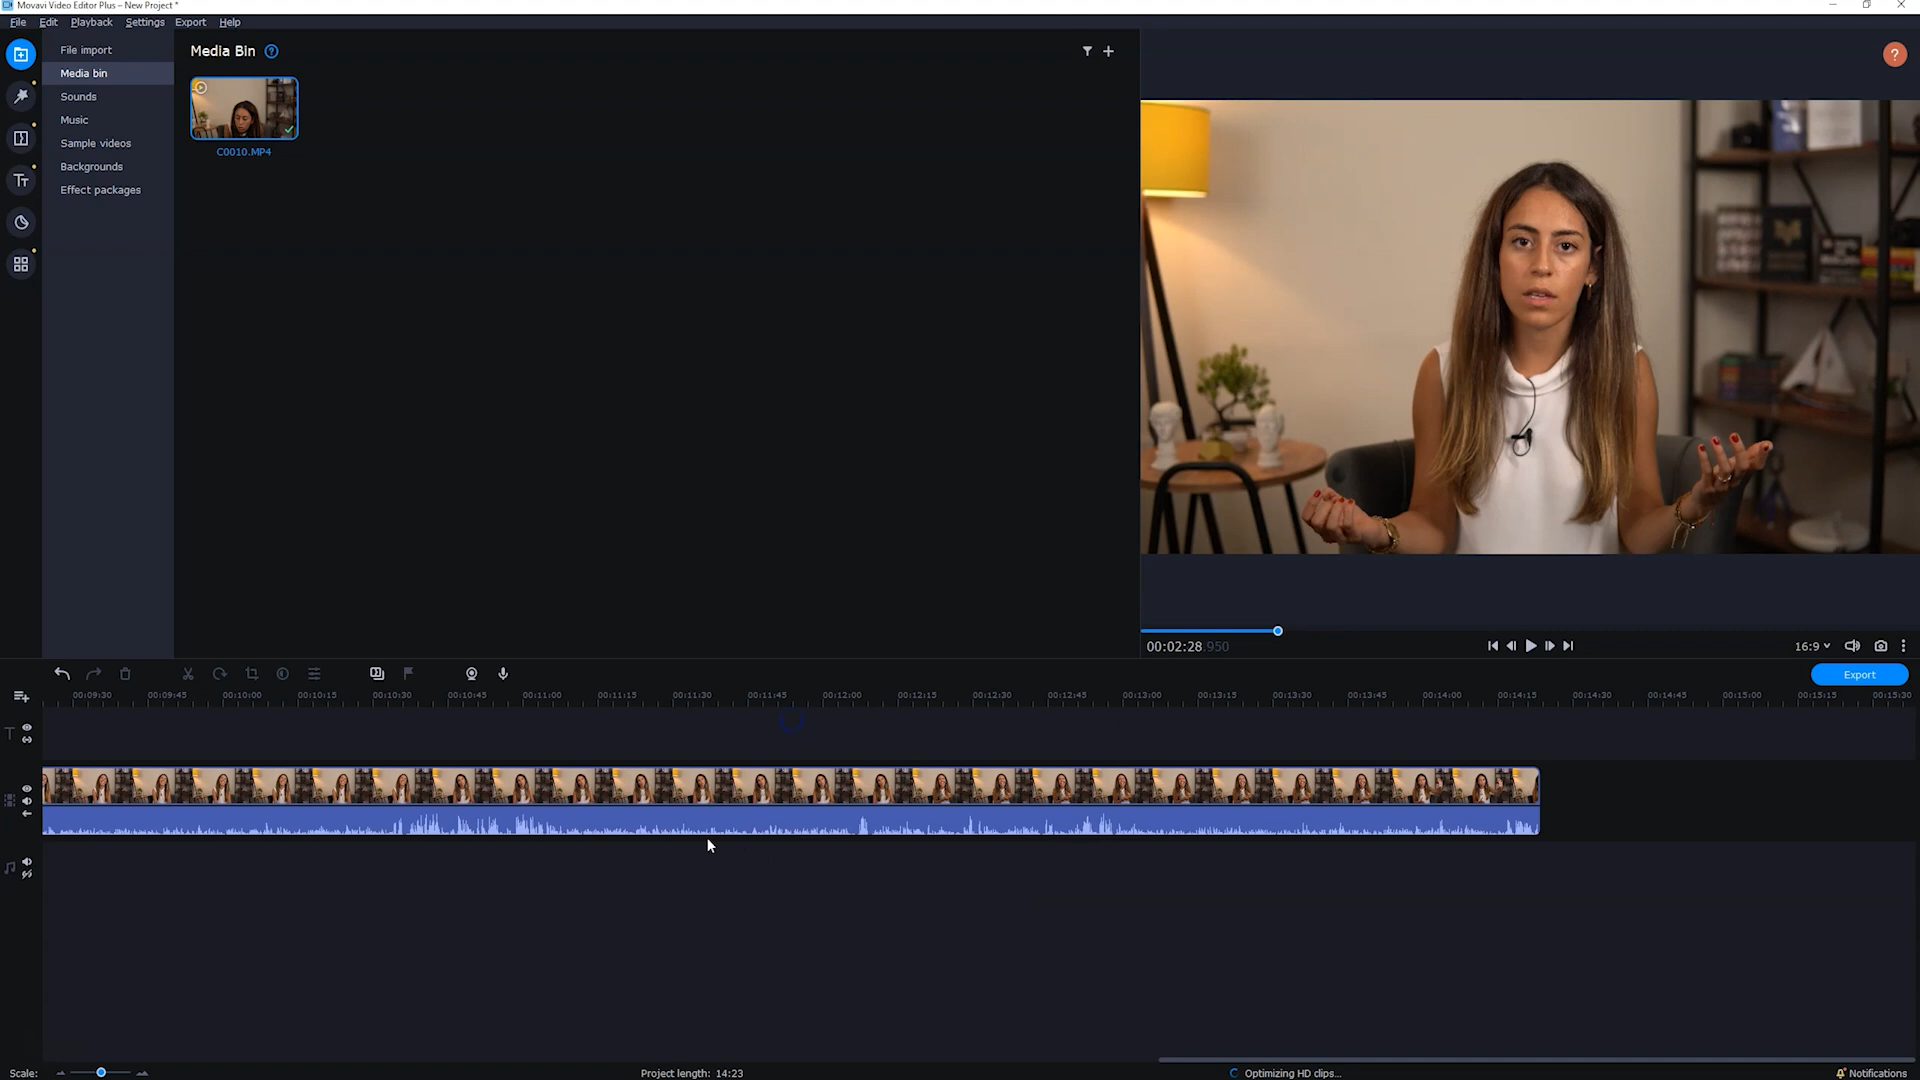 Movavi Video Editor Plus – New Project *
File Edit Playback Settings Export Help
File import
Media bin
Sounds
Music
Sample videos
Backgrounds
Effect packages
Media Bin ?
C0010.MP4
?
00:02:28.950
16:9
Export
00:09:30 00:09:45 00:10:00 00:10:15 00:10:30 00:10:45 00:11:00 00:11:15 00:11:30 00:11:45 00:12:00 00:12:15 00:12:30 00:12:45 00:13:00 00:13:15 00:13:30 00:13:45 00:14:00 00:14:15 00:14:30 00:14:45 00:15:00 00:15:15 00:15:30
Scale:
Project length: 14:23
Optimizing HD clips...
Notifications